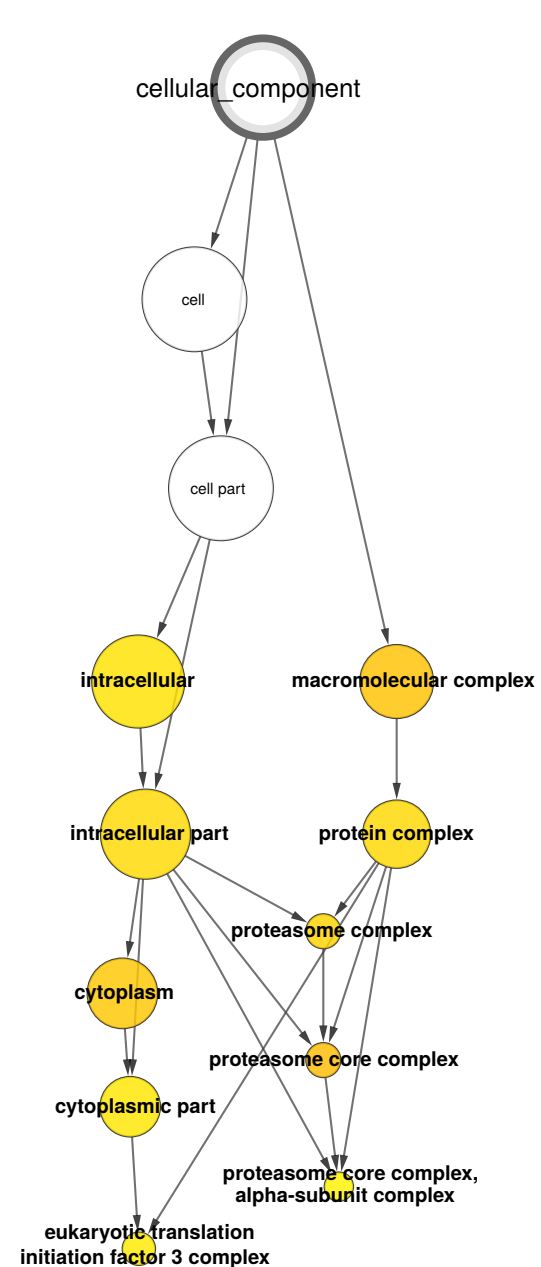 cellular_component
cell
cell part
intracellular
macromolecular complex
intracellular part
protein complex
proteasome complex
cytoplasm
proteasome core complex
cytoplasmic part
proteasome core complex,
alpha-subunit complex
eukaryotic translation
initiation factor 3 complex